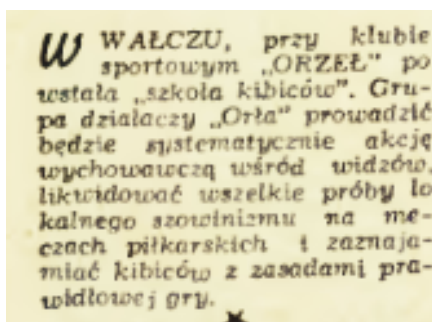 W WAŁCZU, przy klubie
sportowym „ORZEŁ" po
wstała „szkoła kibiców". Gru-
pa działaczy „Orła" prowadzić
będzie systematycznie akcję
wychowawczą wśród widzów,
likwidować wszelkie próby lo
kalnego szowinizmu na me-
czach piłkarskich i zaznaja-
miać kibiców z zasadami pra-
widłowej gry.